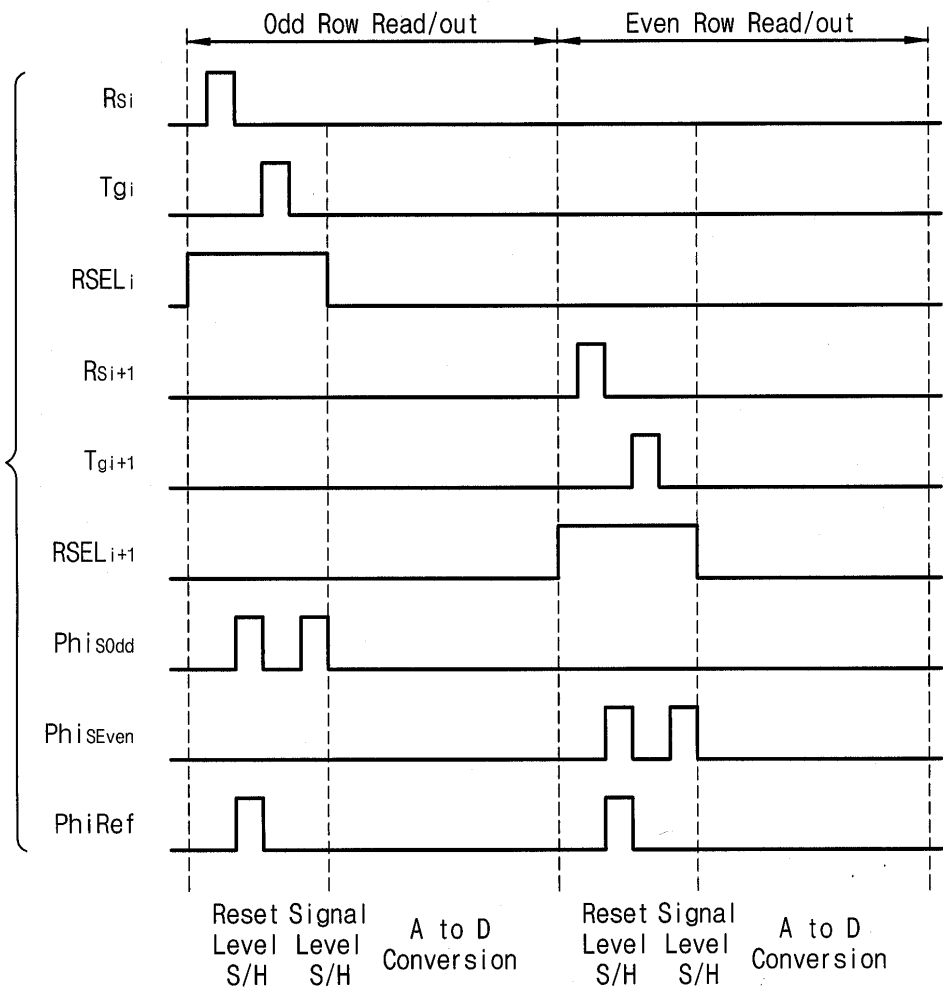 Odd Row Read/out
Even Row Read/out
Rsi
Tgi
RSELi
Rsi+1
Tgi+1
RSELi+1
PhisOdd
PhisEven
PhiRef
Reset Level S/H
Signal Level S/H
A to D Conversion
Reset Level S/H
Signal Level S/H
A to D Conversion